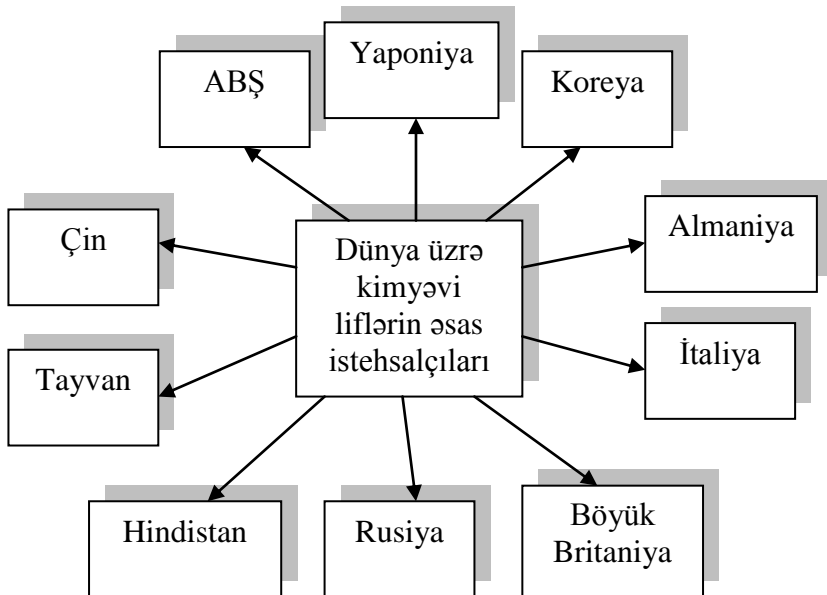 Yaponiya
ABŞ
Koreya
Çin
Almaniya
Dünya üzrə
kimyəvi
liflərin əsas
istehsalçıları
Tayvan
İtaliya
Hindistan
Rusiya
Böyük
Britaniya